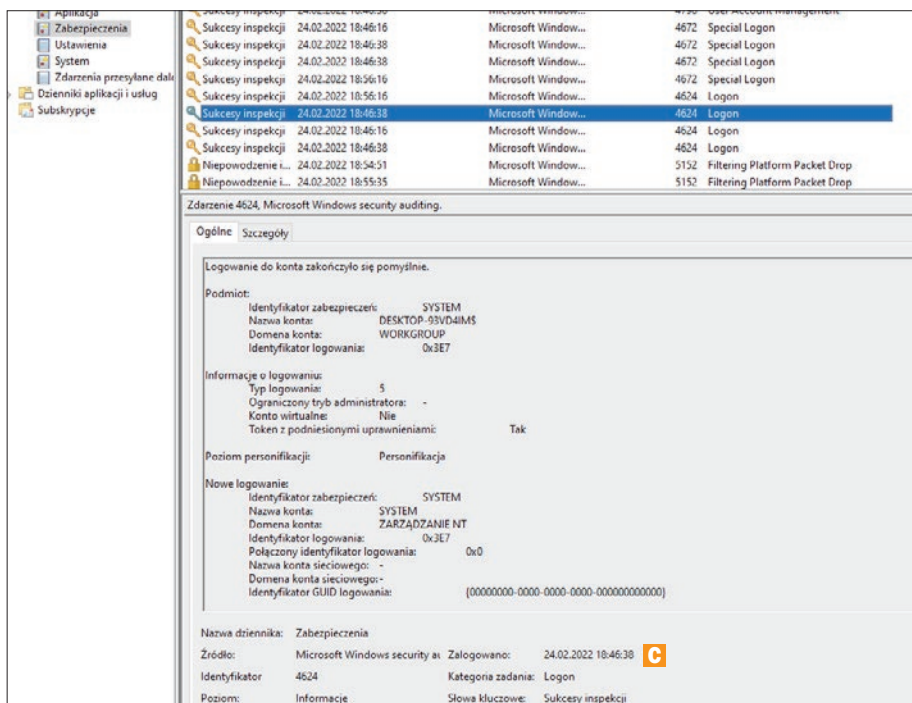 Aplikacja
Zabezpieczenia
Ustawienia
System
Zdarzenia przesyłane dale
Dzienniki aplikacji i usług
Subskrypcje
Sukcesy inspekcji 24.02.2022 18:46:16 Microsoft Window... 4672 Special Logon
Sukcesy inspekcji 24.02.2022 18:46:38 Microsoft Window... 4672 Special Logon
Sukcesy inspekcji 24.02.2022 18:46:38 Microsoft Window... 4672 Special Logon
Sukcesy inspekcji 24.02.2022 18:56:16 Microsoft Window... 4672 Special Logon
Sukcesy inspekcji 24.02.2022 18:56:16 Microsoft Window... 4624 Logon
Sukcesy inspekcji 24.02.2022 18:46:38 Microsoft Window... 4624 Logon
Sukcesy inspekcji 24.02.2022 18:46:16 Microsoft Window... 4624 Logon
Sukcesy inspekcji 24.02.2022 18:46:38 Microsoft Window... 4624 Logon
Niepowodzenie i... 24.02.2022 18:54:51 Microsoft Window... 5152 Filtering Platform Packet Drop
Niepowodzenie i... 24.02.2022 18:55:35 Microsoft Window... 5152 Filtering Platform Packet Drop
Zdarzenie 4624, Microsoft Windows security auditing.
Ogólne Szczegóły
Logowanie do konta zakończyło się pomyślnie.
Podmiot:
Identyfikator zabezpieczeń: SYSTEM
Nazwa konta: DESKTOP-93VD4IM$
Domena konta: WORKGROUP
Identyfikator logowania: 0x3E7
Informacje o logowaniu:
Typ logowania: 5
Ograniczony tryb administratora: -
Konto wirtualne: Nie
Token z podniesionymi uprawnieniami: Tak
Poziom personifikacji: Personifikacja
Nowe logowanie:
Identyfikator zabezpieczeń: SYSTEM
Nazwa konta: SYSTEM
Domena konta: ZARZĄDZANIE NT
Identyfikator logowania: 0x3E7
Połączony identyfikator logowania: 0x0
Nazwa konta sieciowego: -
Domena konta sieciowego: -
Identyfikator GUID logowania: {00000000-0000-0000-0000-000000000000}
Nazwa dziennika: Zabezpieczenia
Źródło: Microsoft Windows security au Zalogowano: 24.02.2022 18:46:38 C
Identyfikator 4624 Kategoria zadania: Logon
Poziom: Informacje Słowa kluczowe: Sukcesy inspekcji